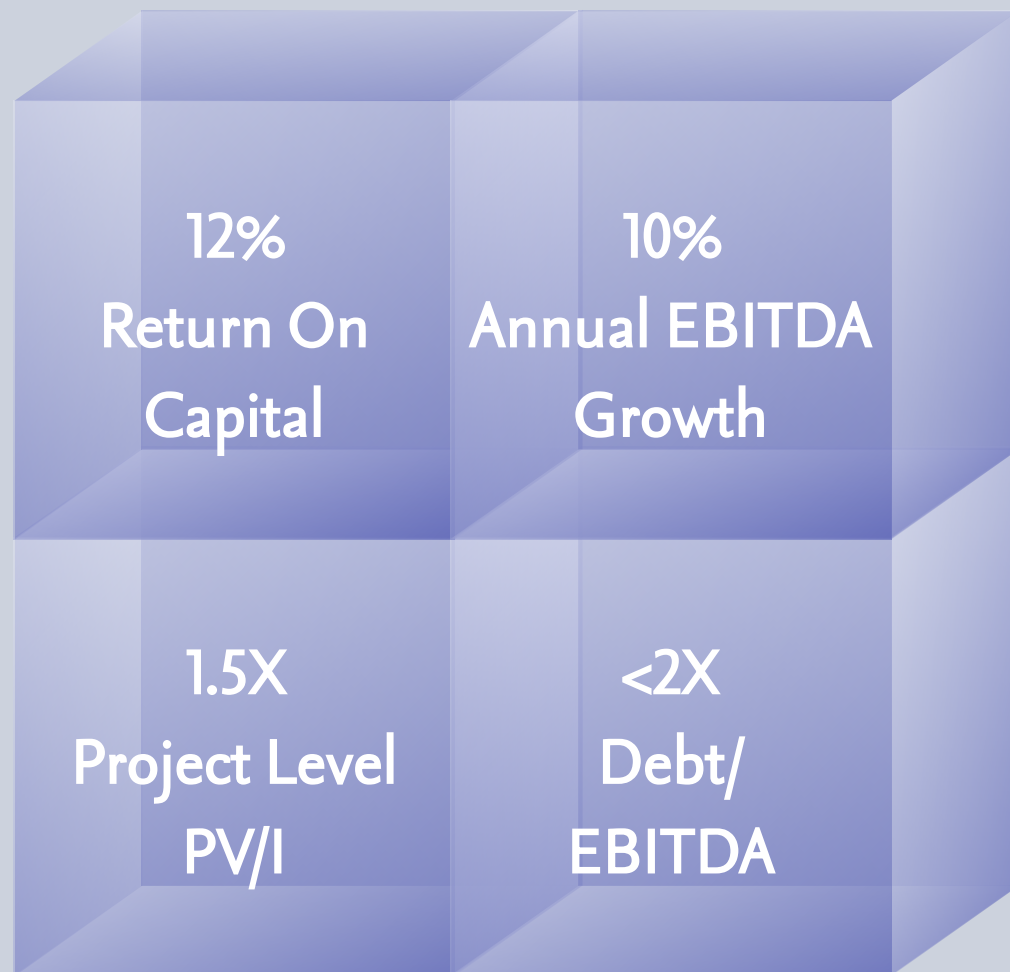 12%
Return On
Capital
10%
Annual EBITDA
Growth
1.5X
Project Level
PV/I
<2X
Debt/
EBITDA